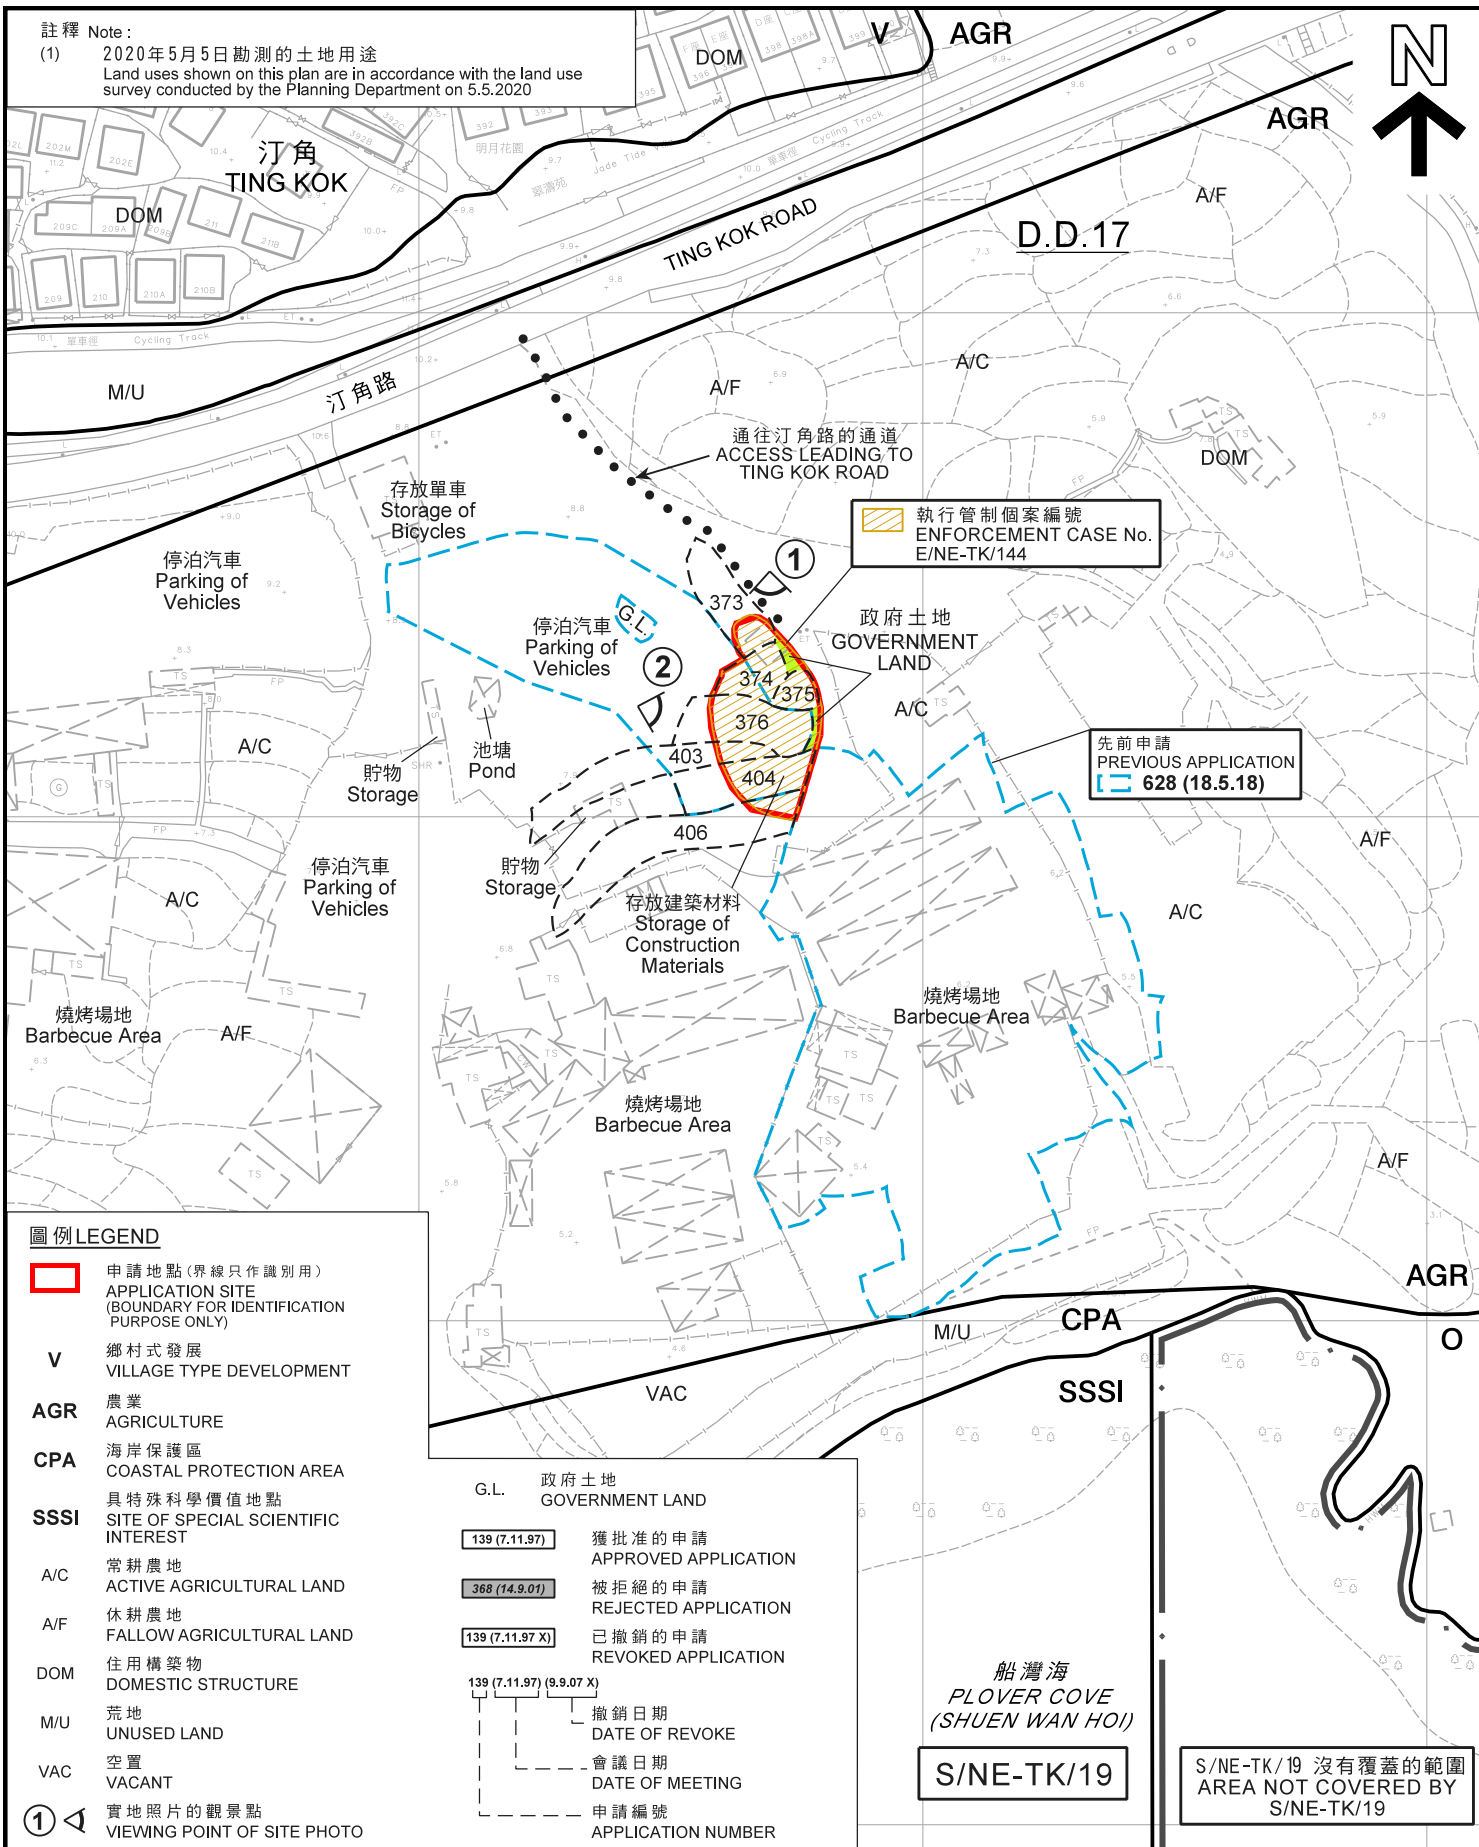 註釋 Note :
(1) 2020年5月5日勘測的土地用途
Land uses shown on this plan are in accordance with the land use
survey conducted by the Planning Department on 5.5.2020
V
AGR
N
AGR
DOM
汀角
TING KOK
DOM
明月花園
翠濤苑
Jade Tide
單車徑
Cycling Track
TING KOK ROAD
D.D.17
A/F
單車徑 Cycling Track
M/U
汀角路
A/F
A/C
通往汀角路的通道
ACCESS LEADING TO
TING KOK ROAD
DOM
存放單車
Storage of
Bicycles
執行管制個案編號
ENFORCEMENT CASE No.
E/NE-TK/144
停泊汽車
Parking of
Vehicles
1
373
G.L.
停泊汽車
Parking of
Vehicles
政府土地
GOVERNMENT
LAND
2
374
375
376
A/C
A/C
池塘
Pond
貯物
Storage
403
404
406
先前申請
PREVIOUS APPLICATION
628 (18.5.18)
A/F
停泊汽車
Parking of
Vehicles
貯物
Storage
A/C
存放建築材料
Storage of
Construction
Materials
A/C
燒烤場地
Barbecue Area
A/F
燒烤場地
Barbecue Area
燒烤場地
Barbecue Area
A/F
圖例 LEGEND
申請地點 (界線只作識別用)
APPLICATION SITE
(BOUNDARY FOR IDENTIFICATION
PURPOSE ONLY)
V 鄉村式發展
VILLAGE TYPE DEVELOPMENT
AGR 農業
AGRICULTURE
CPA 海岸保護區
COASTAL PROTECTION AREA
SSSI 具特殊科學價值地點
SITE OF SPECIAL SCIENTIFIC
INTEREST
A/C 常耕農地
ACTIVE AGRICULTURAL LAND
A/F 休耕農地
FALLOW AGRICULTURAL LAND
DOM 住用構築物
DOMESTIC STRUCTURE
M/U 荒地
UNUSED LAND
VAC 空置
VACANT
1 實地照片的觀景點
VIEWING POINT OF SITE PHOTO
G.L. 政府土地
GOVERNMENT LAND
139 (7.11.97) 獲批准的申請
APPROVED APPLICATION
368 (14.9.01) 被拒絕的申請
REJECTED APPLICATION
139 (7.11.97 X) 已撤銷的申請
REVOKED APPLICATION
139 (7.11.97) (9.9.07 X)
撤銷日期
DATE OF REVOKE
會議日期
DATE OF MEETING
申請編號
APPLICATION NUMBER
AGR
CPA
M/U
O
VAC
SSSI
船灣海
PLOVER COVE
(SHUEN WAN HOI)
S/NE-TK/19
S/NE-TK/19 沒有覆蓋的範圍
AREA NOT COVERED BY
S/NE-TK/19